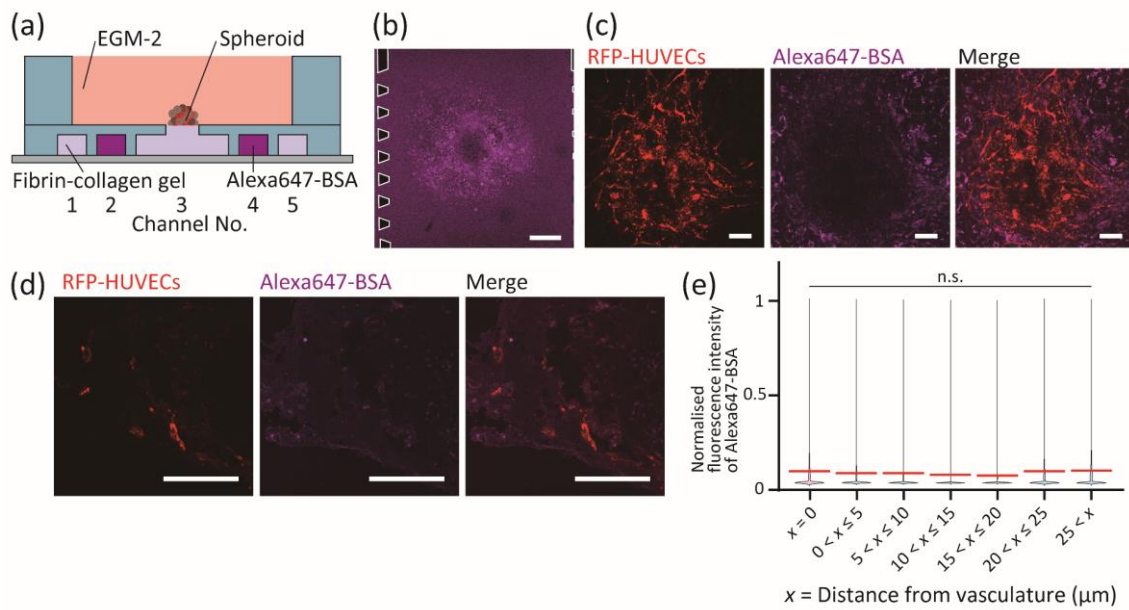 (a)
EGM-2 Spheroid
Fibrin-collagen gel Alexa647-BSA
1 2 3 4 5
Channel No.
(b)
(c)
RFP-HUVECs Alexa647-BSA Merge
(d)
RFP-HUVECs Alexa647-BSA Merge
(e)
n.s.
1
0.5
0
Normalised
fluorescence intensity
of Alexa647-BSA
x = 0
0 < x ≤ 5
5 < x ≤ 10
10 < x ≤ 15
15 < x ≤ 20
20 < x ≤ 25
25 < x
x = Distance from vasculature (μm)